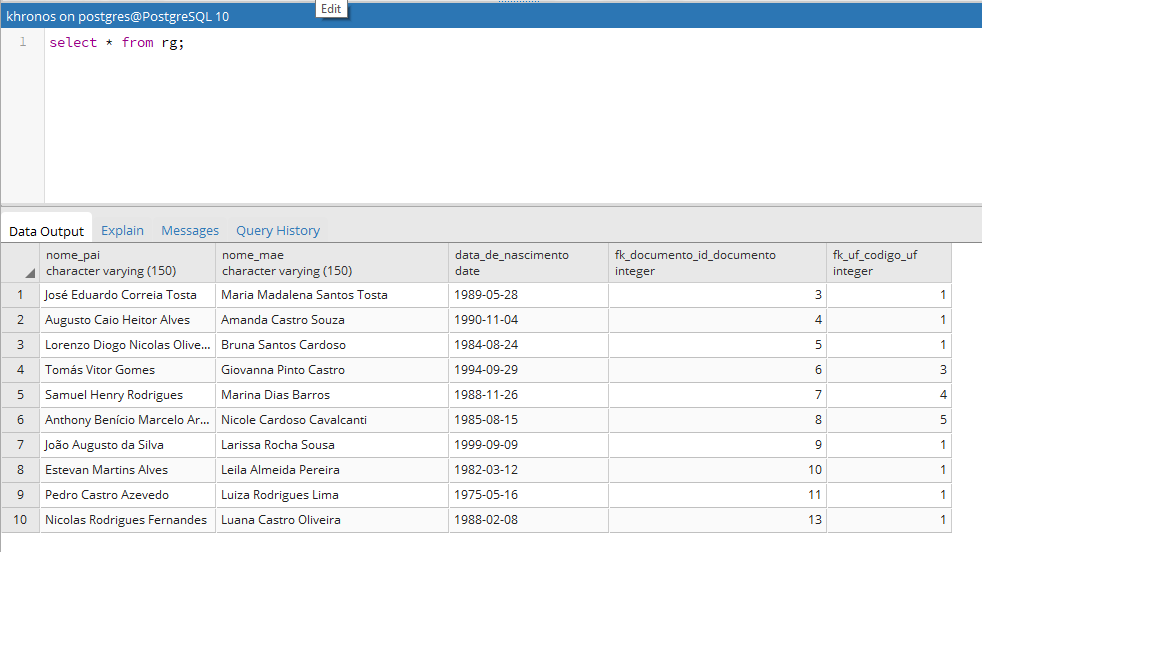 Edit
khronos on postgres@PostgreSQL 10
1 select * from rg;
Data Output Explain Messages Query History
nome_pai nome_mae data_de_nascimento fk_documento_id_documento fk_uf_codigo_uf
character varying (150) character varying (150) date integer integer
1 José Eduardo Correia Tosta Maria Madalena Santos Tosta 1989-05-28 3 1
2 Augusto Caio Heitor Alves Amanda Castro Souza 1990-11-04 4 1
3 Lorenzo Diogo Nicolas Olive... Bruna Santos Cardoso 1984-08-24 5 1
4 Tomás Vitor Gomes Giovanna Pinto Castro 1994-09-29 6 3
5 Samuel Henry Rodrigues Marina Dias Barros 1988-11-26 7 4
6 Anthony Benício Marcelo Ar... Nicole Cardoso Cavalcanti 1985-08-15 8 5
7 João Augusto da Silva Larissa Rocha Sousa 1999-09-09 9 1
8 Estevan Martins Alves Leila Almeida Pereira 1982-03-12 10 1
9 Pedro Castro Azevedo Luiza Rodrigues Lima 1975-05-16 11 1
10 Nicolas Rodrigues Fernandes Luana Castro Oliveira 1988-02-08 13 1